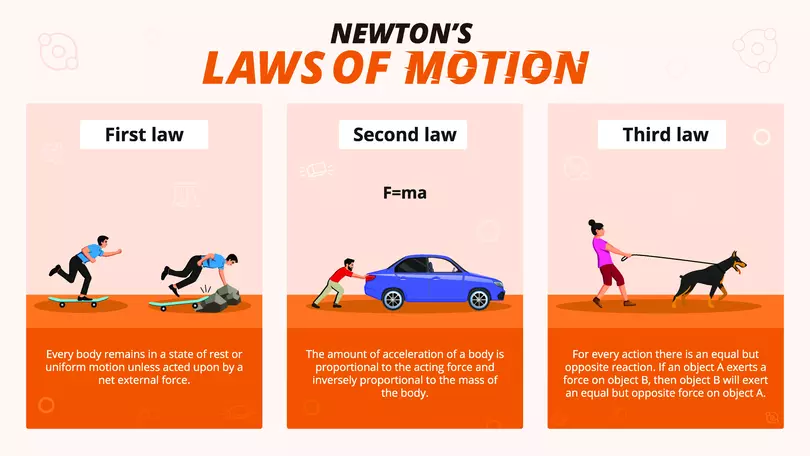 NEWTON'S
LAWS OF MOTION
First law
Every body remains in a state of rest or
uniform motion unless acted upon by a
net external force.
Second law
F=ma
The amount of acceleration of a body is
proportional to the acting force and
inversely proportional to the mass of
the body.
Third law
For every action there is an equal but
opposite reaction. If an object A exerts a
force on object B, then object B will exert
an equal but opposite force on object A.